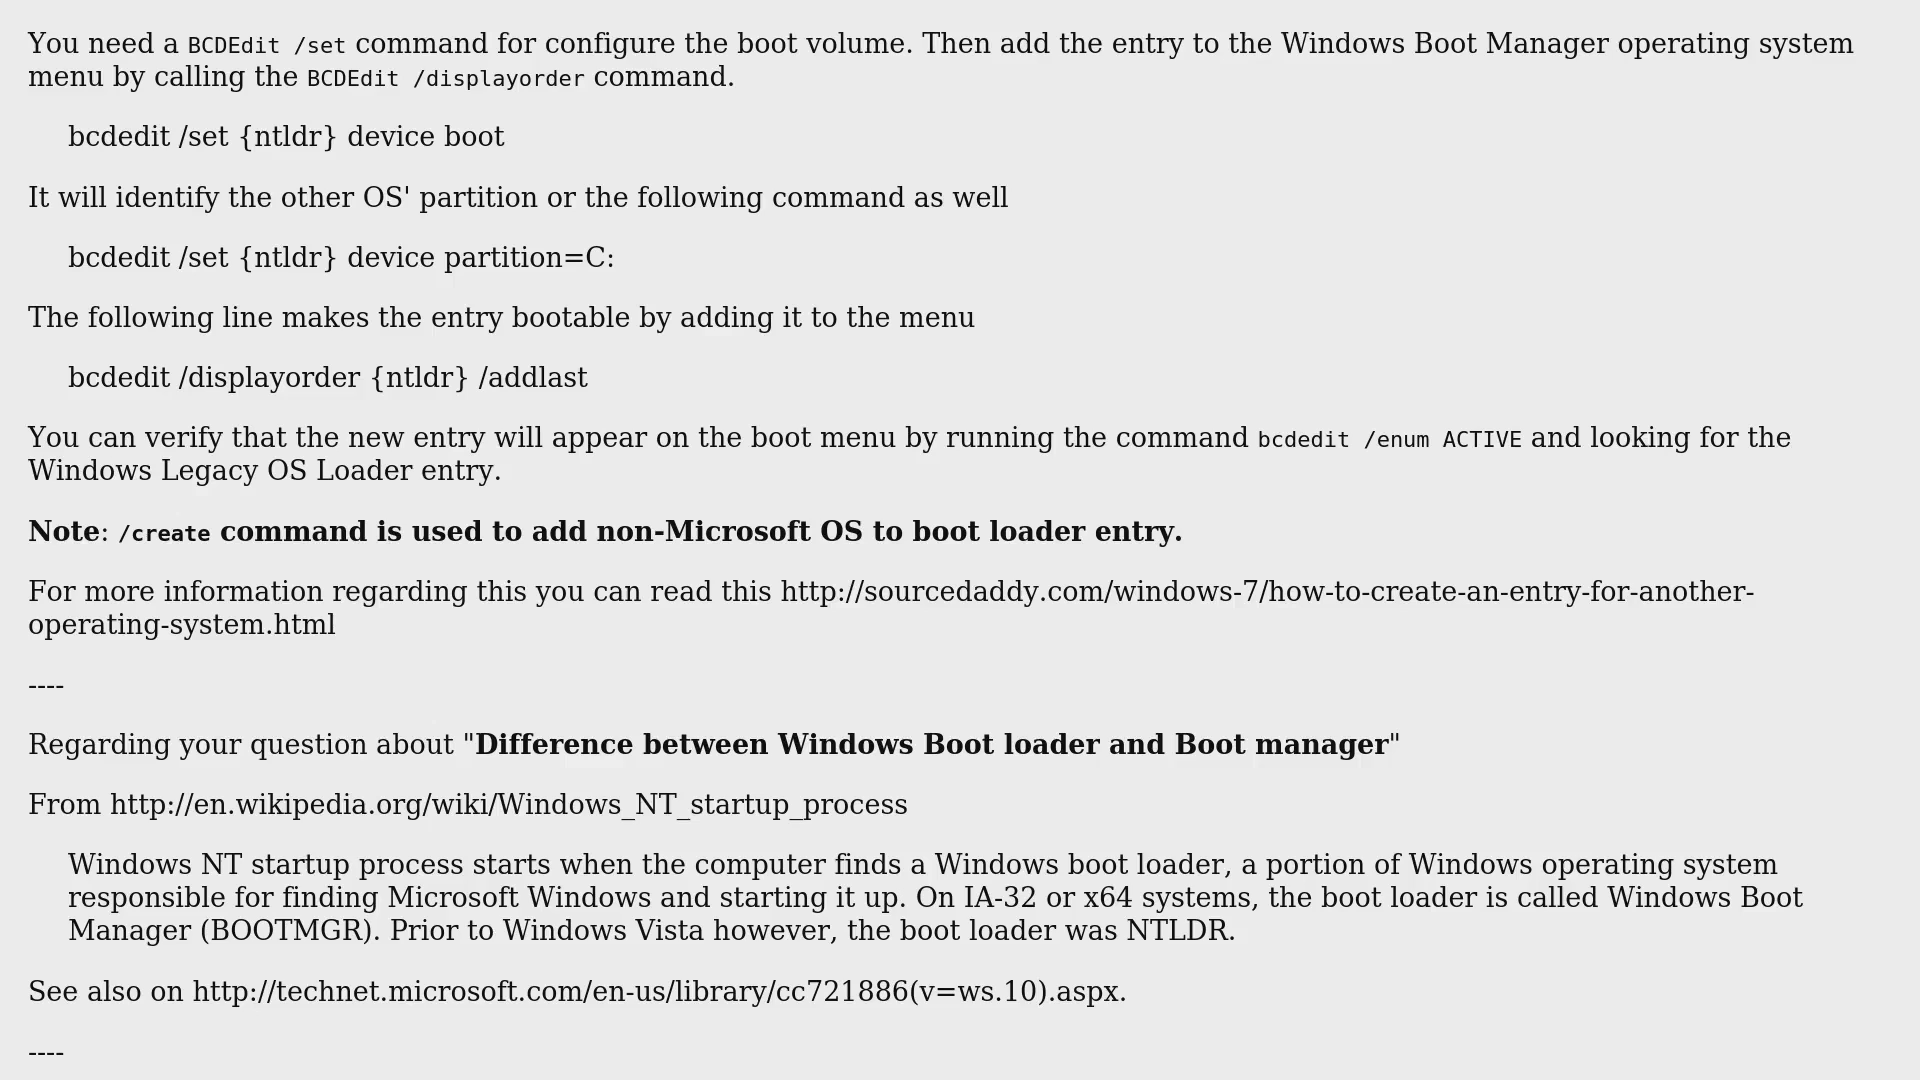 You need a BCDEdit /set command for configure the boot volume. Then add the entry to the Windows Boot Manager operating system
menu by calling the BCDEdit /displayorder command.
bcdedit /set {ntldr} device boot
It will identify the other OS' partition or the following command as well
bcdedit /set {ntldr} device partition=C:
The following line makes the entry bootable by adding it to the menu
bcdedit /displayorder {ntldr} /addlast
You can verify that the new entry will appear on the boot menu by running the command bcdedit /enum ACTIVE and looking for the
Windows Legacy OS Loader entry.
Note: /create command is used to add non-Microsoft OS to boot loader entry.
For more information regarding this you can read this http://sourcedaddy.com/windows-7/how-to-create-an-entry-for-another-
operating-system.html
----
Regarding your question about "Difference between Windows Boot loader and Boot manager"
From http://en.wikipedia.org/wiki/Windows_NT_startup_process
Windows NT startup process starts when the computer finds a Windows boot loader, a portion of Windows operating system
responsible for finding Microsoft Windows and starting it up. On IA-32 or x64 systems, the boot loader is called Windows Boot
Manager (BOOTMGR). Prior to Windows Vista however, the boot loader was NTLDR.
See also on http://technet.microsoft.com/en-us/library/cc721886(v=ws.10).aspx.
----